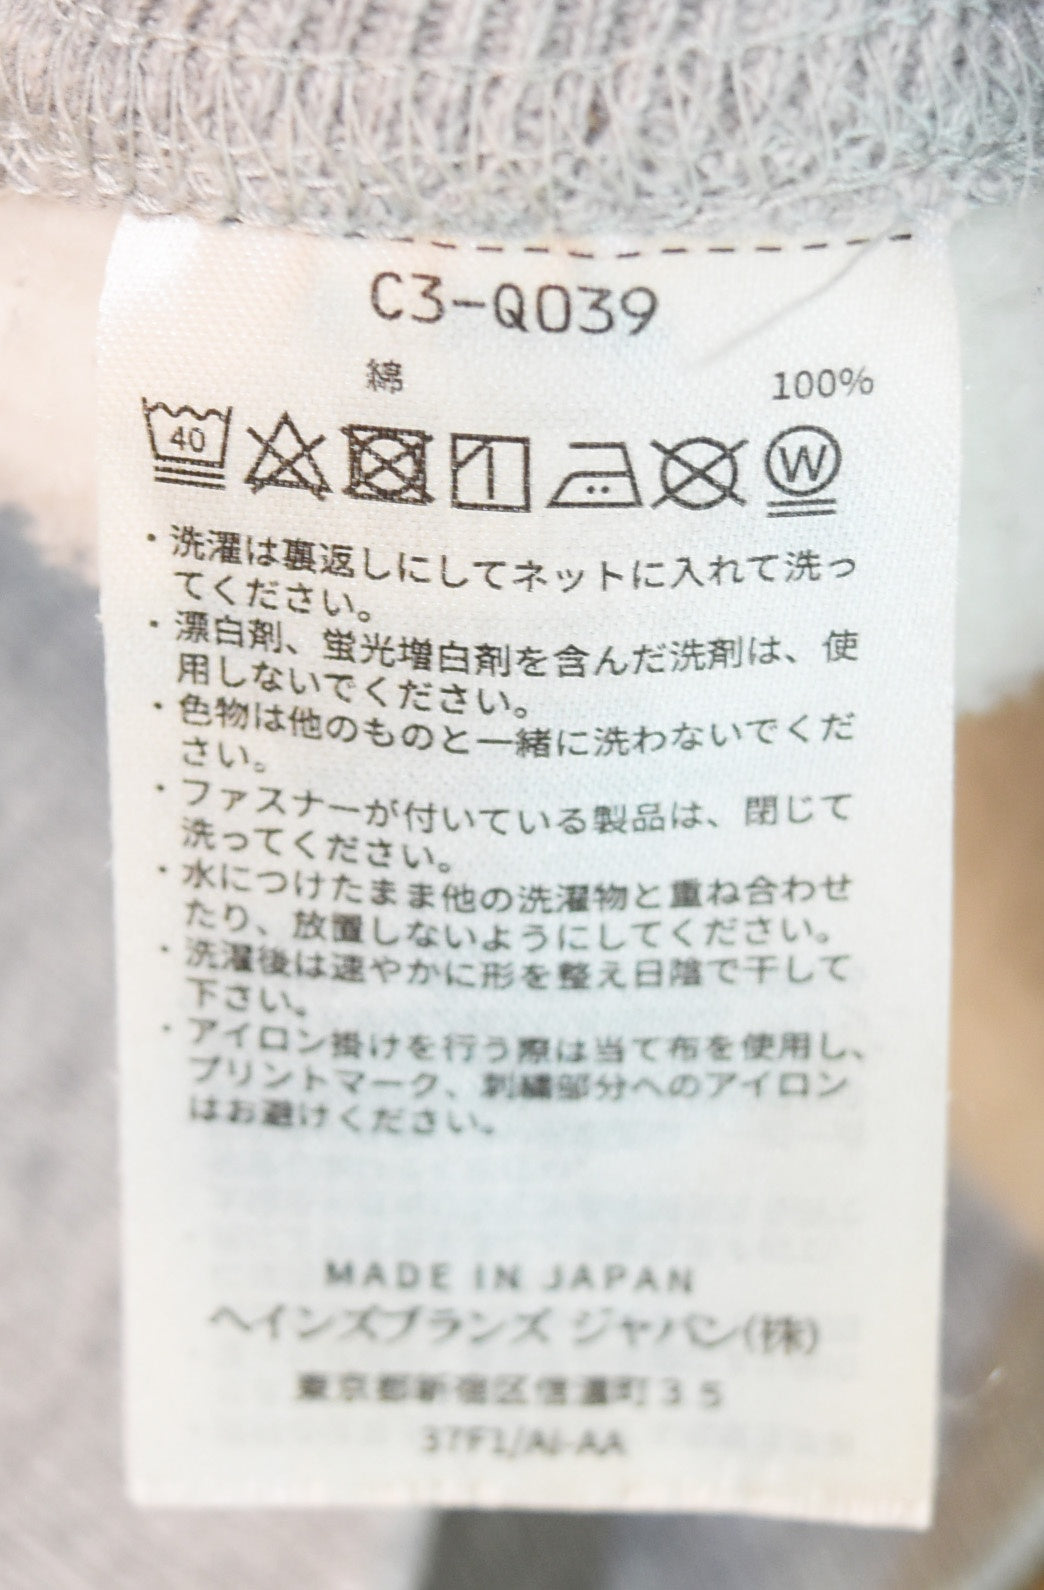 C3-Q039
綿 100%
40
W
・洗濯は裏返しにしてネットに入れて洗っ
てください。
・漂白剤、蛍光増白剤を含んだ洗剤は、使
用しないでください。
・色物は他のものと一緒に洗わないでくだ
さい。
・ファスナーが付いている製品は、閉じて
洗ってください。
・水につけたまま他の洗濯物と重ね合わせ
たり、放置しないようにしてください。
・洗濯後は速やかに形を整え日陰で干して
下さい。
・アイロン掛けを行う際は当て布を使用し、
プリントマーク、刺繍部分へのアイロン
はお避けください。
MADE IN JAPAN
ヘインズブランズ ジャパン(株)
東京都新宿区信濃町35
37F1/AI-AA